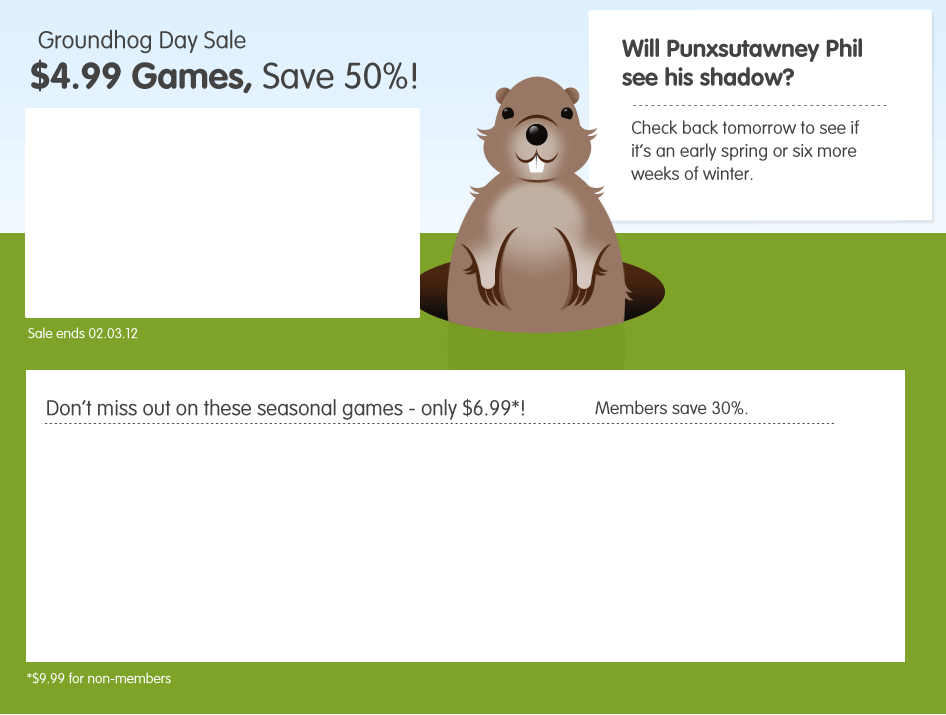 Groundhog Day Sale
$4.99 Games, Save 50%!
Will Punxsutawney Phil
see his shadow?
Check back tomorrow to see if
it's an early spring or six more
weeks of winter.
Sale ends 02.03.12
Don't miss out on these seasonal games - only $6.99*!
Members save 30%.
*$9.99 for non-members